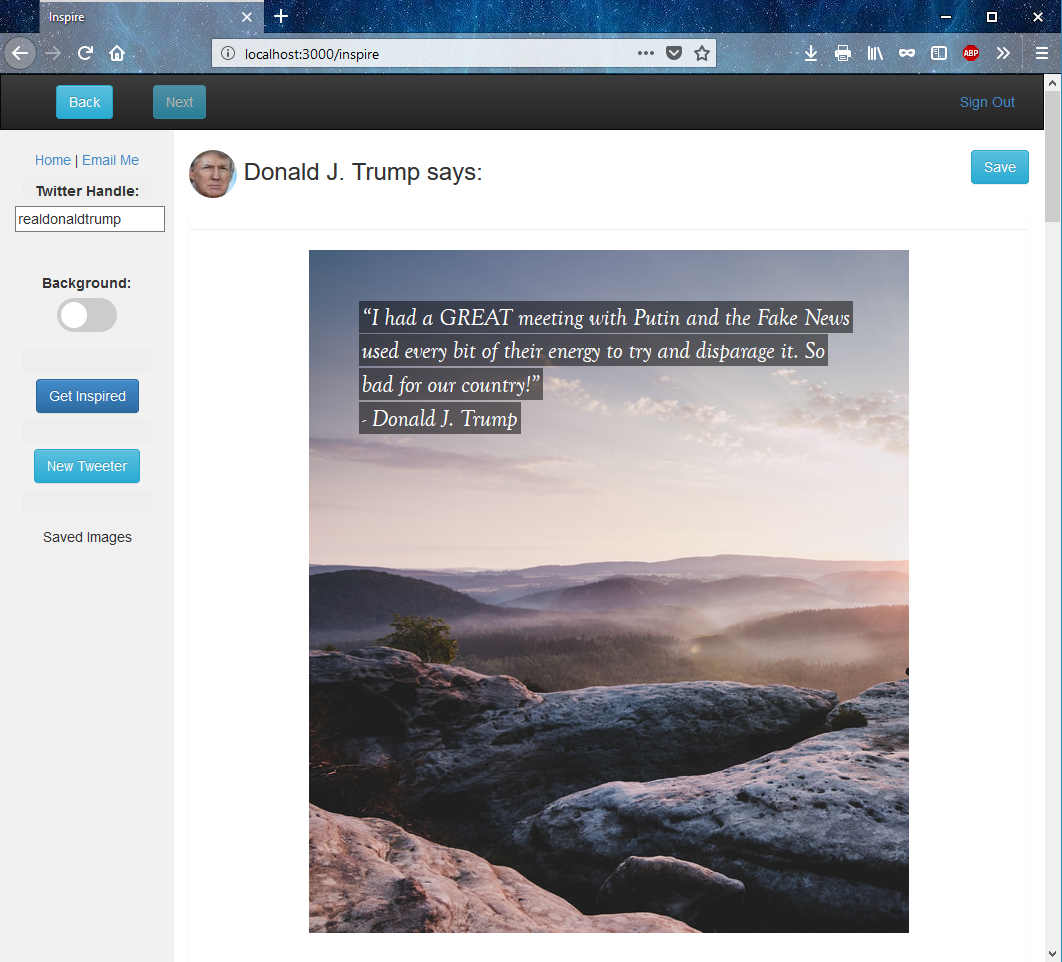 Inspire
localhost:3000/inspire
ABP
Back
Next
Sign Out
Home | Email Me
Twitter Handle:
realdonaldtrump
Background:
Get Inspired
New Tweeter
Saved Images
Donald J. Trump says:
Save
“I had a GREAT meeting with Putin and the Fake News
used every bit of their energy to try and disparage it. So
bad for our country!”
- Donald J. Trump